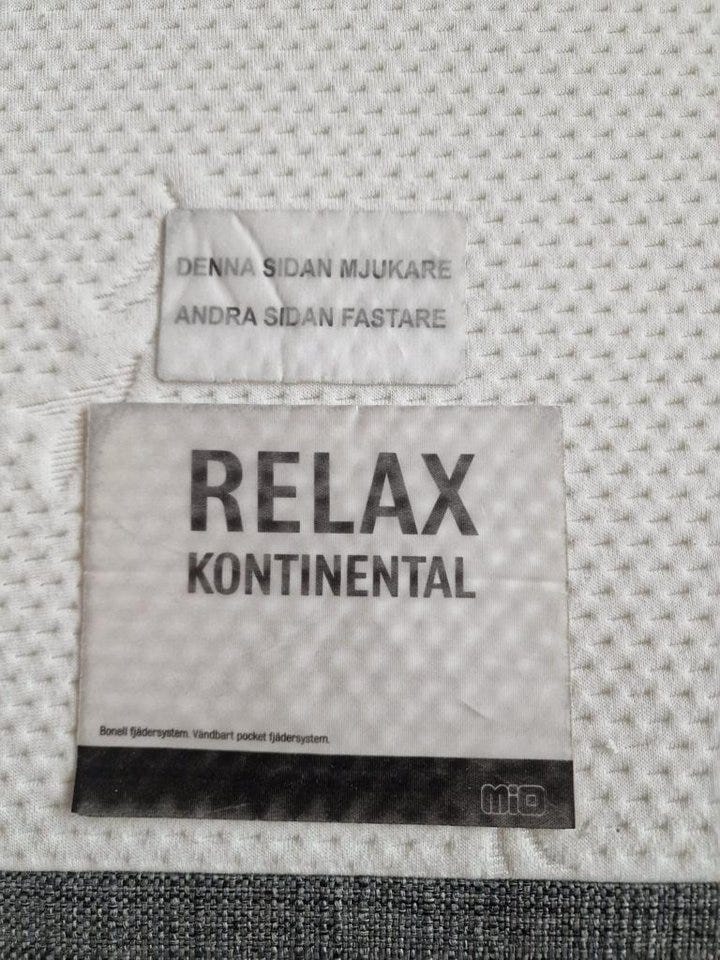 DENNA SIDAN MJUKARE
ANDRA SIDAN FASTARE
RELAX
KONTINENTAL
Bonell fjädersystem. Vändbart pocket fjädersystem.
MiO